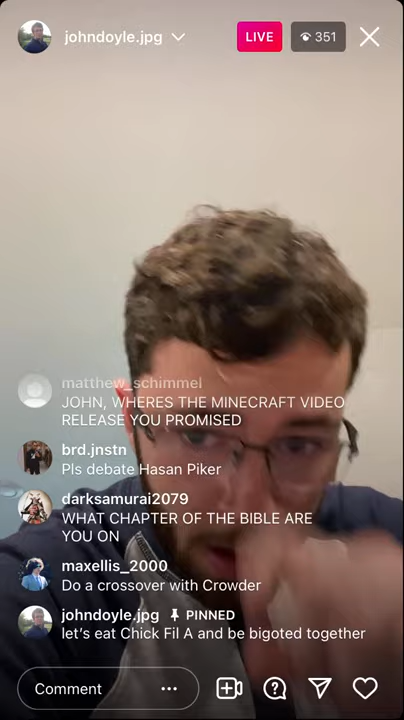 johndoyle.jpg
LIVE
351
matthew_schimmel
JOHN, WHERES THE MINECRAFT VIDEO
RELEASE YOU PROMISED
brd.jnstn
Pls debate Hasan Piker
darksamurai2079
WHAT CHAPTER OF THE BIBLE ARE
YOU ON
maxellis_2000
Do a crossover with Crowder
johndoyle.jpg PINNED
let's eat Chick Fil A and be bigoted together
Comment